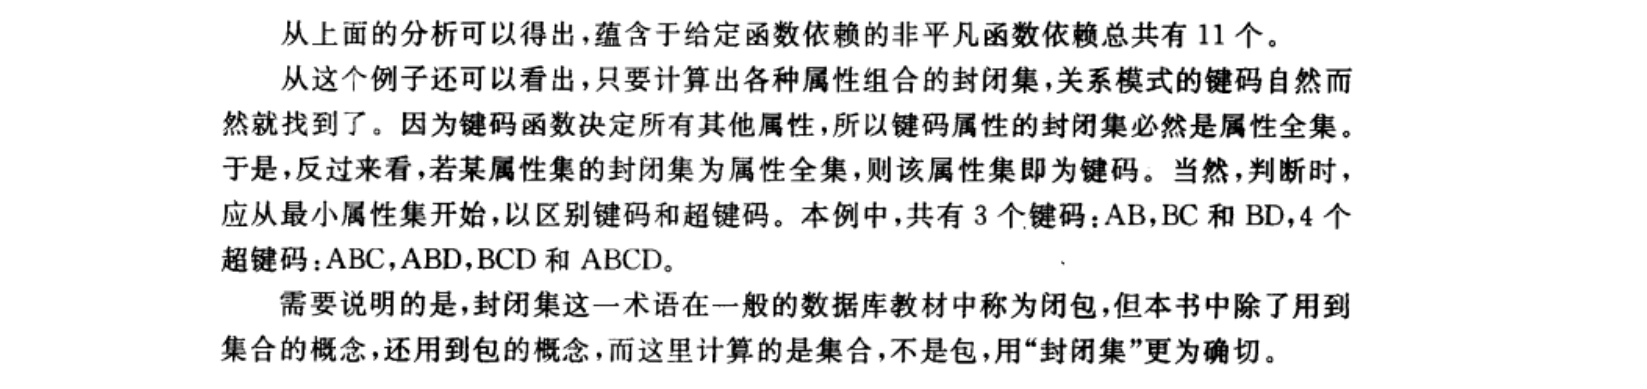 从上面的分析可以得出,蕴含于给定函数依赖的非平凡函数依赖总共有 11 个。
从这个例子还可以看出,只要计算出各种属性组合的封闭集,关系模式的键码自然而
然就找到了。因为键码函数决定所有其他属性,所以键码属性的封闭集必然是属性全集。
于是,反过来看,若某属性集的封闭集为属性全集,则该属性集即为键码。当然,判断时,
应从最小属性集开始,以区别键码和超键码。本例中,共有 3 个键码:AB,BC 和 BD,4 个
超键码:ABC,ABD,BCD 和 ABCD。
需要说明的是,封闭集这一术语在一般的数据库教材中称为闭包,但本书中除了用到
集合的概念,还用到包的概念,而这里计算的是集合,不是包,用“封闭集”更为确切。